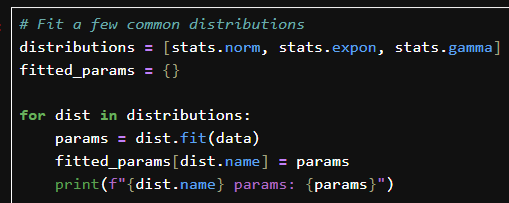 # Fit a few common distributions
distributions = [stats.norm, stats.expon, stats.gamma]
fitted_params = {}

for dist in distributions:
    params = dist.fit(data)
    fitted_params[dist.name] = params
    print(f"{dist.name} params: {params}")